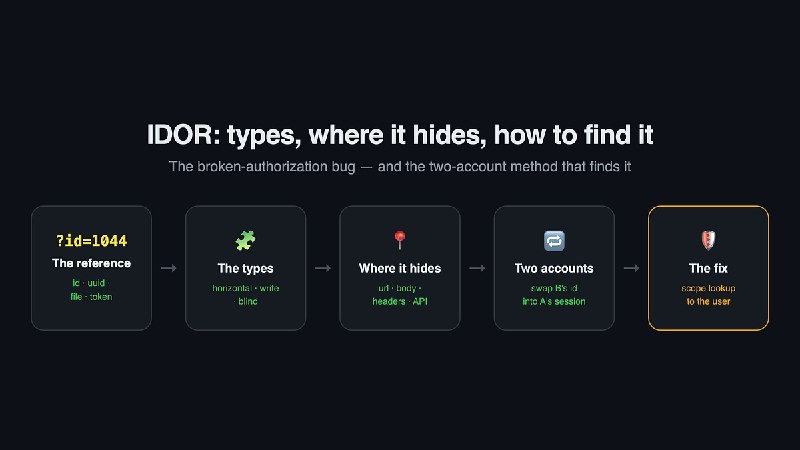 IDOR: types, where it hides, how to find it
The broken-authorization bug — and the two-account method that finds it
?id=1044
The reference
id · uuid
file · token
The types
horizontal · write
· blind
Where it hides
url · body ·
headers · API
Two accounts
swap B's id
into A's session
The fix
scope lookup
to the user